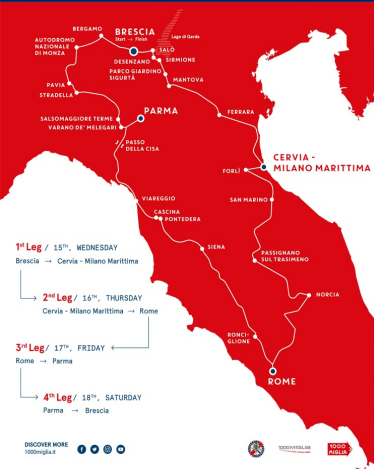 BERGAMO
BRESCIA
Start → Finish
Lago di Garda
AUTODROMO
NAZIONALE
DI MONZA
SALÒ
DESENZANO
SIRMIONE
PARCO GIARDINO
SIGURTÀ
MANTOVA
PAVIA
STRADELLA
PARMA
FERRARA
SALSOMAGGIORE TERME
VARANO DE' MELEGARI
PASSO
DELLA CISA
CERVIA -
MILANO MARITTIMA
FORLÌ
SAN MARINO
VIAREGGIO
CASCINA
PONTEDERA
SIENA
PASSIGNANO
SUL TRASIMENO
NORCIA
RONCI-
GLIONE
ROME
1st Leg / 15TH, WEDNESDAY
Brescia → Cervia - Milano Marittima
2nd Leg / 16TH, THURSDAY
Cervia - Milano Marittima → Rome
3rd Leg / 17TH, FRIDAY
Rome → Parma
4th Leg / 18TH, SATURDAY
Parma → Brescia
DISCOVER MORE
1000miglia.it
1000MIGLIA
1000
MIGLIA